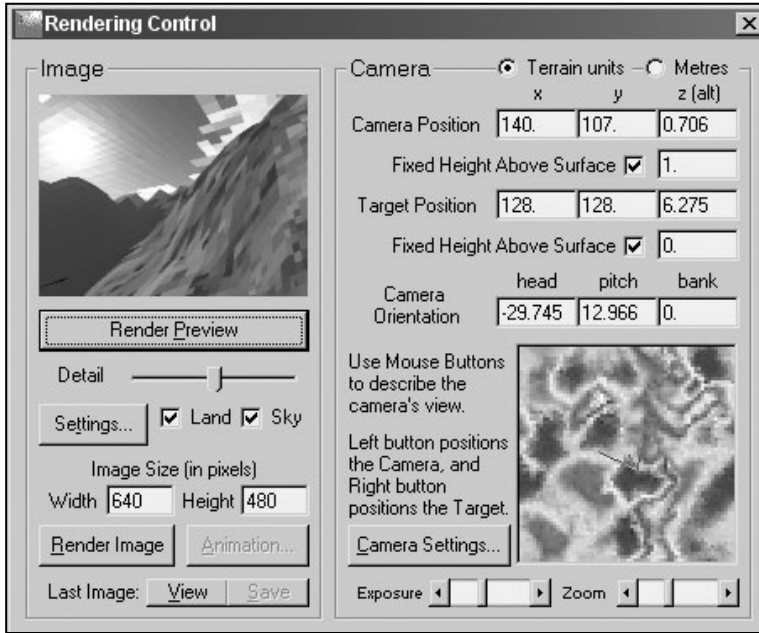 Rendering Control
Image
Render Preview
Detail
Settings...
Land
Sky
Image Size (in pixels)
Width 640 Height 480
Render Image
Animation...
Last Image: View Save
Camera
Terrain units
Metres
x y z (alt)
Camera Position 140. 107. 0.706
Fixed Height Above Surface 1.
Target Position 128. 128. 6.275
Fixed Height Above Surface 0.
head pitch bank
Camera
Orientation
-29.745 12.966 0.
Use Mouse Buttons
to describe the
camera's view.
Left button positions
the Camera, and
Right button
positions the Target.
Camera Settings...
Exposure
Zoom